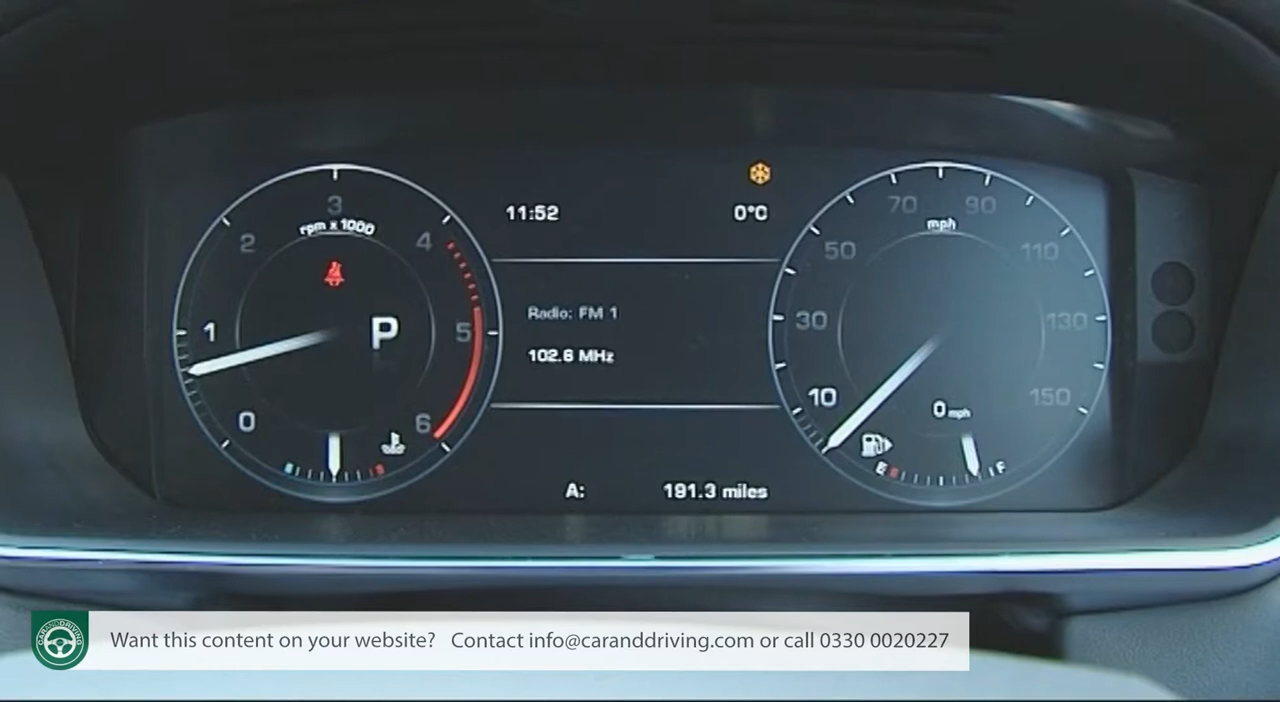 3
rpm x 1000
2
4
1
P
5
0
6
11:52
0°C
Radio: FM 1
102.6 MHz
A: 191.3 miles
70
90
mph
50
110
30
130
10
150
0 mph
E
F
CARANDDRIVING
Want this content on your website? Contact info@caranddriving.com or call 0330 0020227